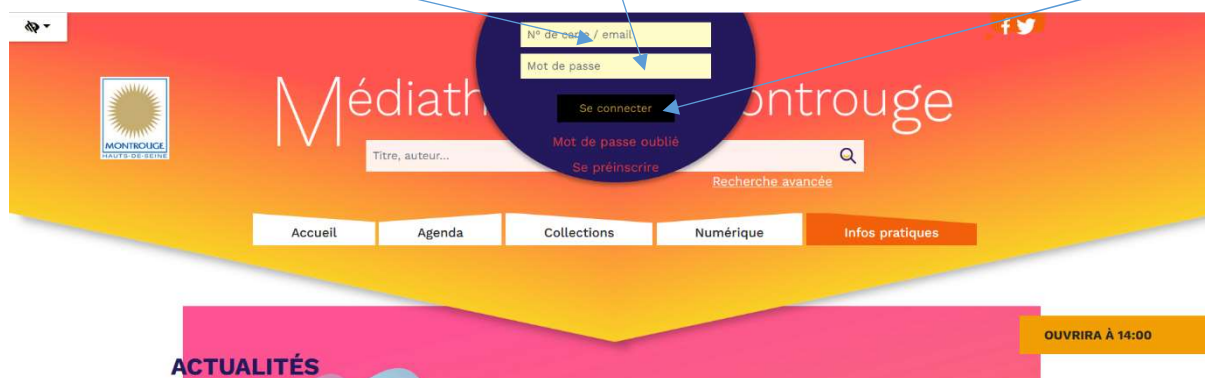 N° de carte / email
Mot de passe
Se connecter
Mot de passe oublié
Se préinscrire
MONTROUGE
HAUTS-DE-SEINE
Médiath ontrouge
Titre, auteur...
Recherche avancée
Accueil
Agenda
Collections
Numérique
Infos pratiques
OUVRIRA À 14:00
ACTUALITÉS